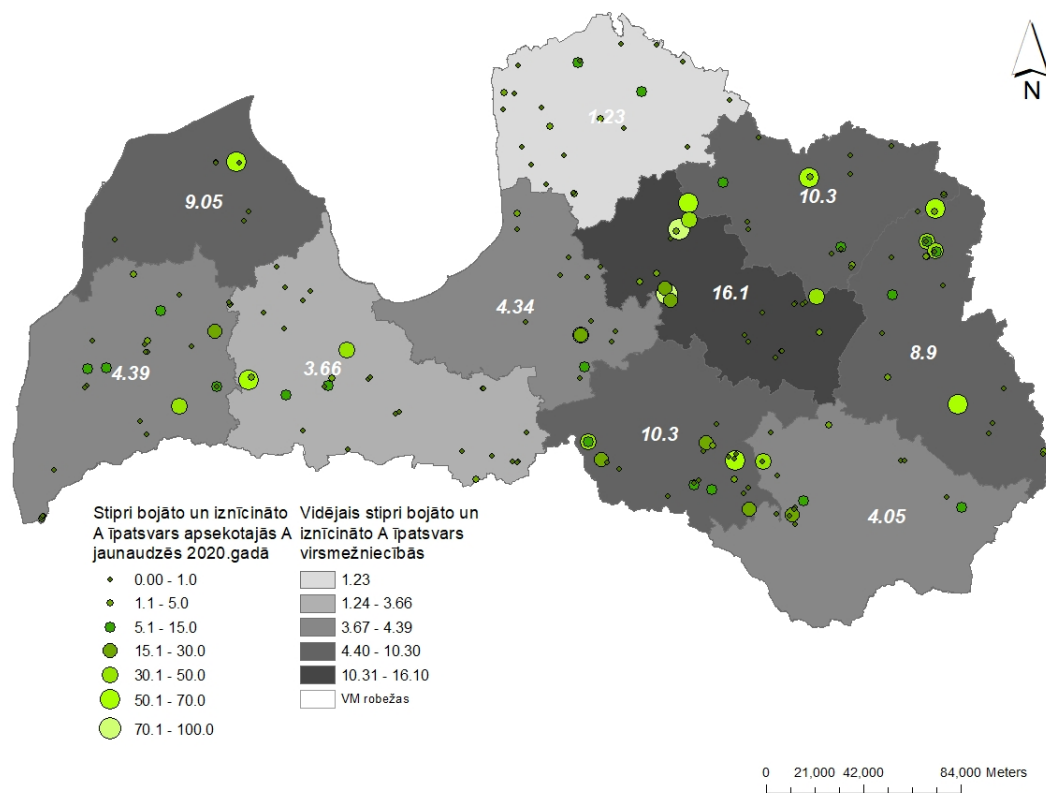 N
1.23
9.05
10.3
4.34
16.1
3.66
4.39
8.9
10.3
4.05
Stipri bojāto un iznīcināto
A īpatsvars apsekotajās A
jaunaudzēs 2020.gadā
0.00 - 1.0
1.1 - 5.0
5.1 - 15.0
15.1 - 30.0
30.1 - 50.0
50.1 - 70.0
70.1 - 100.0
Vidējais stipri bojāto un
iznīcināto A īpatsvars
virsmežniecībās
1.23
1.24 - 3.66
3.67 - 4.39
4.40 - 10.30
10.31 - 16.10
VM robežas
0 21,000 42,000 84,000 Meters